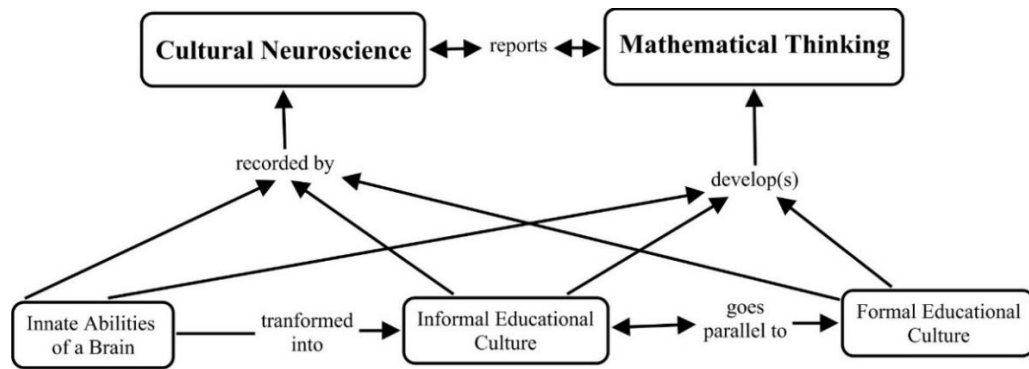 Cultural Neuroscience
reports
Mathematical Thinking
recorded by
develop(s)
Innate Abilities
of a Brain
tranformed
into
Informal Educational
Culture
goes
parallel to
Formal Educational
Culture